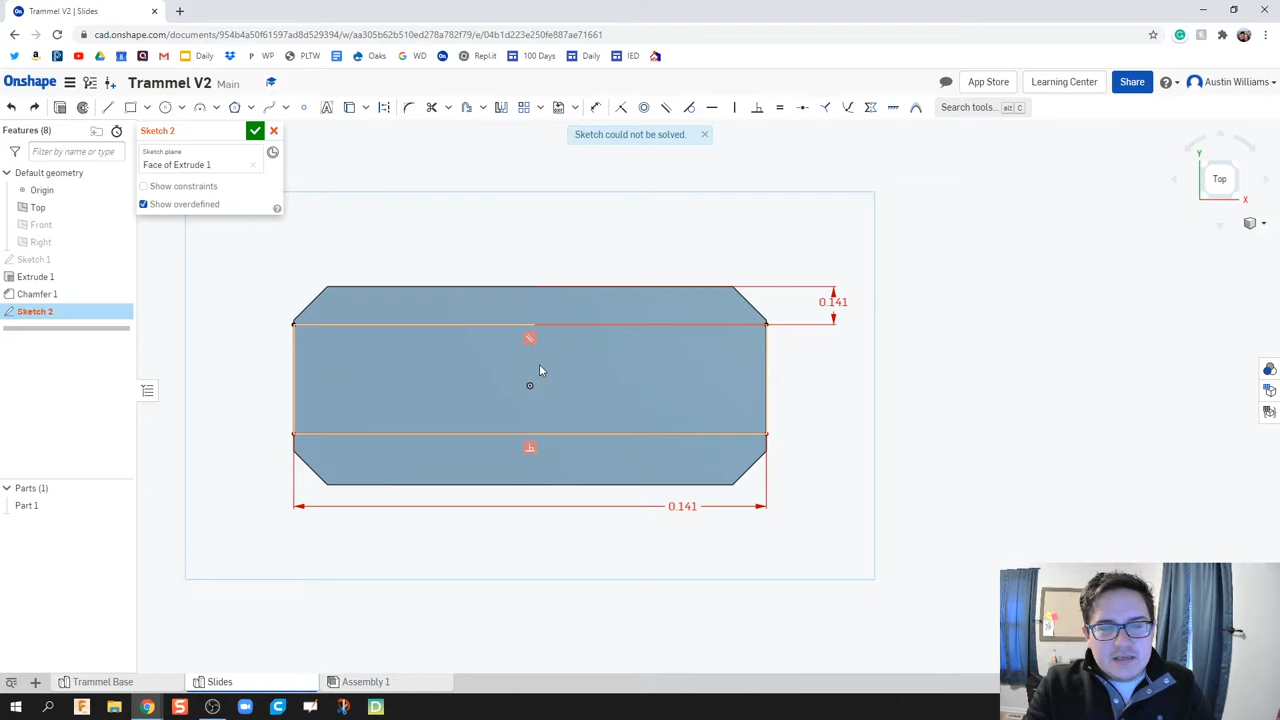 Trammel V2 | Slides
cad.onshape.com/documents/954b4a50f61597ad8d529394/w/aa305b62b510ed278a782f79/e/04b1d223e250fe887ae71661
Daily
PP
PLTW
Oaks
WD
Repl.it
100 Days
Daily
IED
Onshape
Trammel V2 Main
App Store
Learning Center
Share
Austin Williams
Search tools... alt C
Features (8)
Filter by name or type
Default geometry
Origin
Top
Front
Right
Sketch 1
Extrude 1
Chamfer 1
Sketch 2
Sketch 2
Sketch plane
Face of Extrude 1
Show constraints
Show overdefined
Sketch could not be solved.
Top
Y
X
0.141
0.141
Parts (1)
Part 1
Trammel Base
Slides
Assembly 1